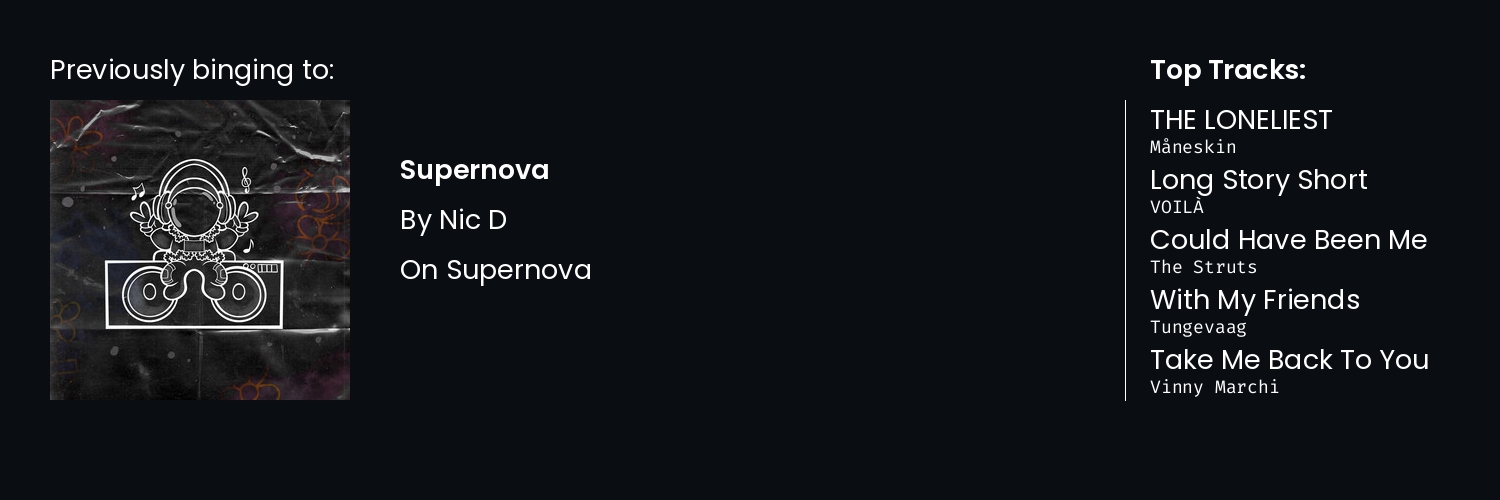 Previously binging to:
Supernova
By Nic D
On Supernova
Top Tracks:
THE LONELIEST
Måneskin
Long Story Short
VOILÀ
Could Have Been Me
The Struts
With My Friends
Tungevaag
Take Me Back To You
Vinny Marchi